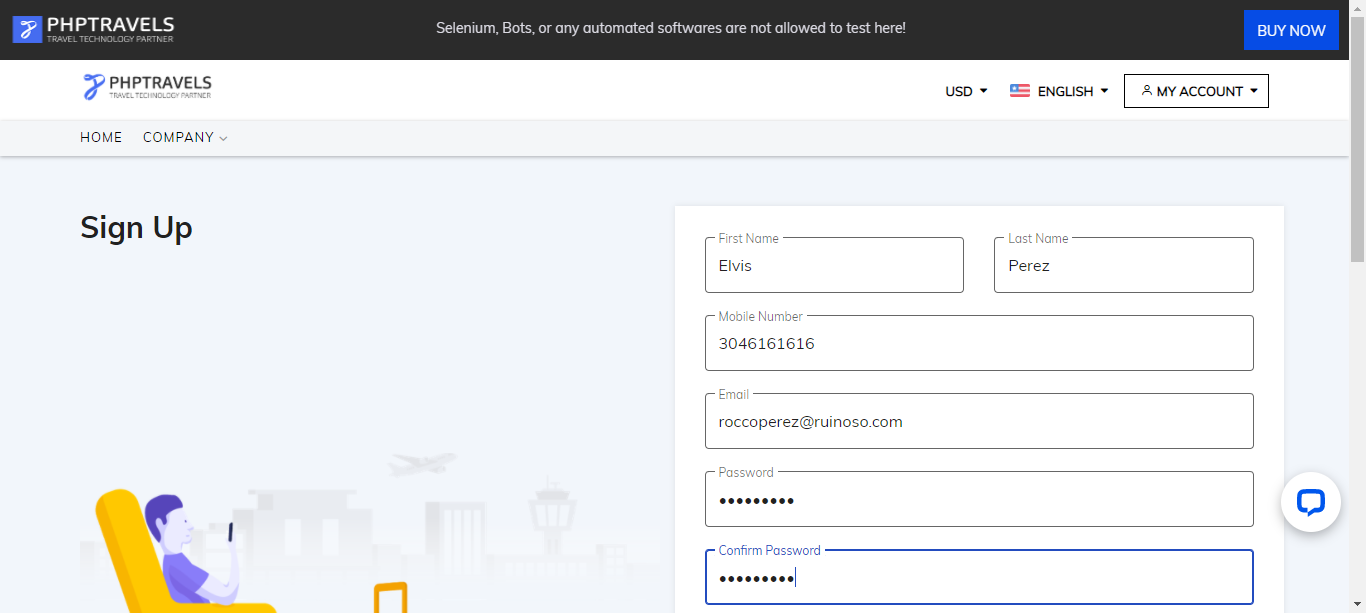 PHPTRAVELS
TRAVEL TECHNOLOGY PARTNER
Selenium, Bots, or any automated softwares are not allowed to test here!
BUY NOW
PHPTRAVELS
TRAVEL TECHNOLOGY PARTNER
USD
ENGLISH
MY ACCOUNT
HOME
COMPANY
Sign Up
First Name
Elvis
Last Name
Perez
Mobile Number
3046161616
Email
roccoperez@ruinoso.com
Password
•••••••••
Confirm Password
•••••••••